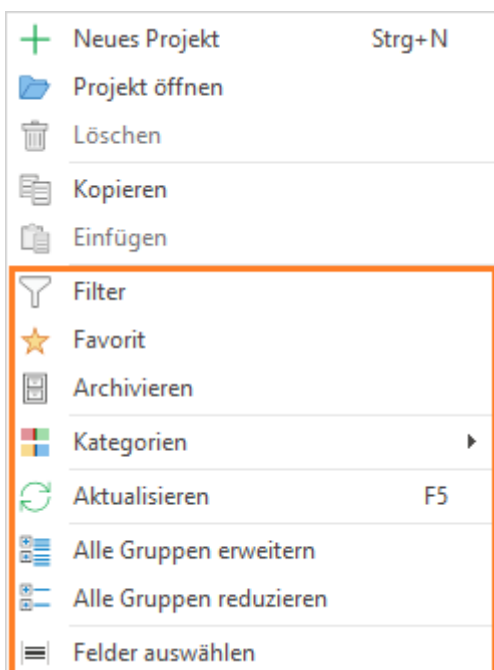 Neues Projekt Strg+N
Projekt öffnen
Löschen
Kopieren
Einfügen
Filter
Favorit
Archivieren
Kategorien
Aktualisieren F5
Alle Gruppen erweitern
Alle Gruppen reduzieren
Felder auswählen